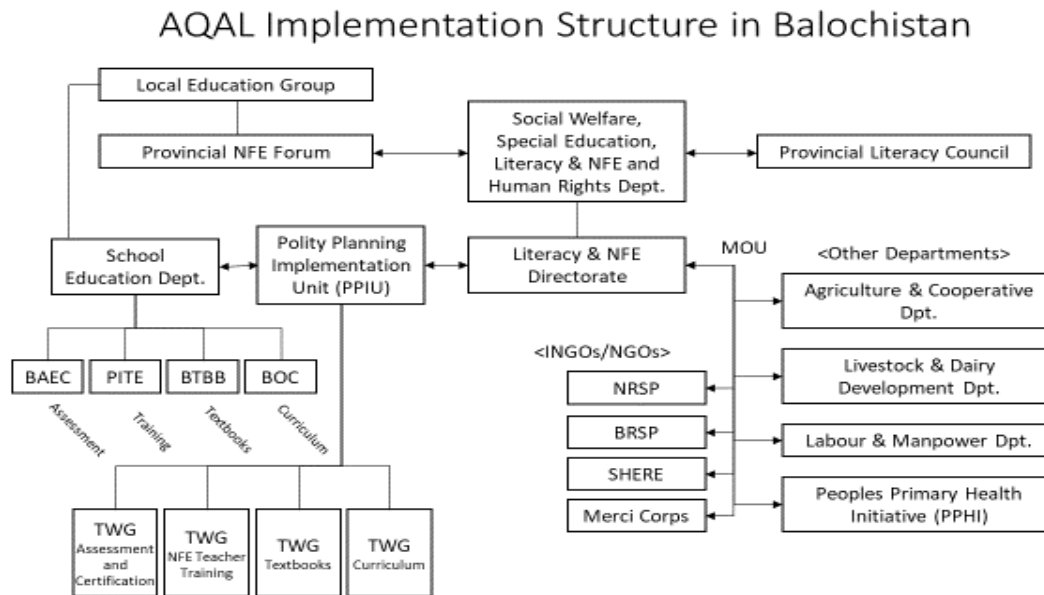 AQAL Implementation Structure in Balochistan
Local Education Group
Provincial NFE Forum
Social Welfare,
Special Education,
Literacy & NFE and
Human Rights Dept.
Provincial Literacy Council
School
Education Dept.
Polity Planning
Implementation
Unit (PPIU)
Literacy & NFE
Directorate
MOU
<Other Departments>
Agriculture & Cooperative
Dpt.
Livestock & Dairy
Development Dpt.
Labour & Manpower Dpt.
Peoples Primary Health
Initiative (PPHI)
<INGOs/NGOs>
NRSP
BRSP
SHERE
Merci Corps
BAEC
PITE
BTBB
BOC
Assessment
Training
Textbooks
Curriculum
TWG
Assessment
and
Certification
TWG
NFE Teacher
Training
TWG
Textbooks
TWG
Curriculum